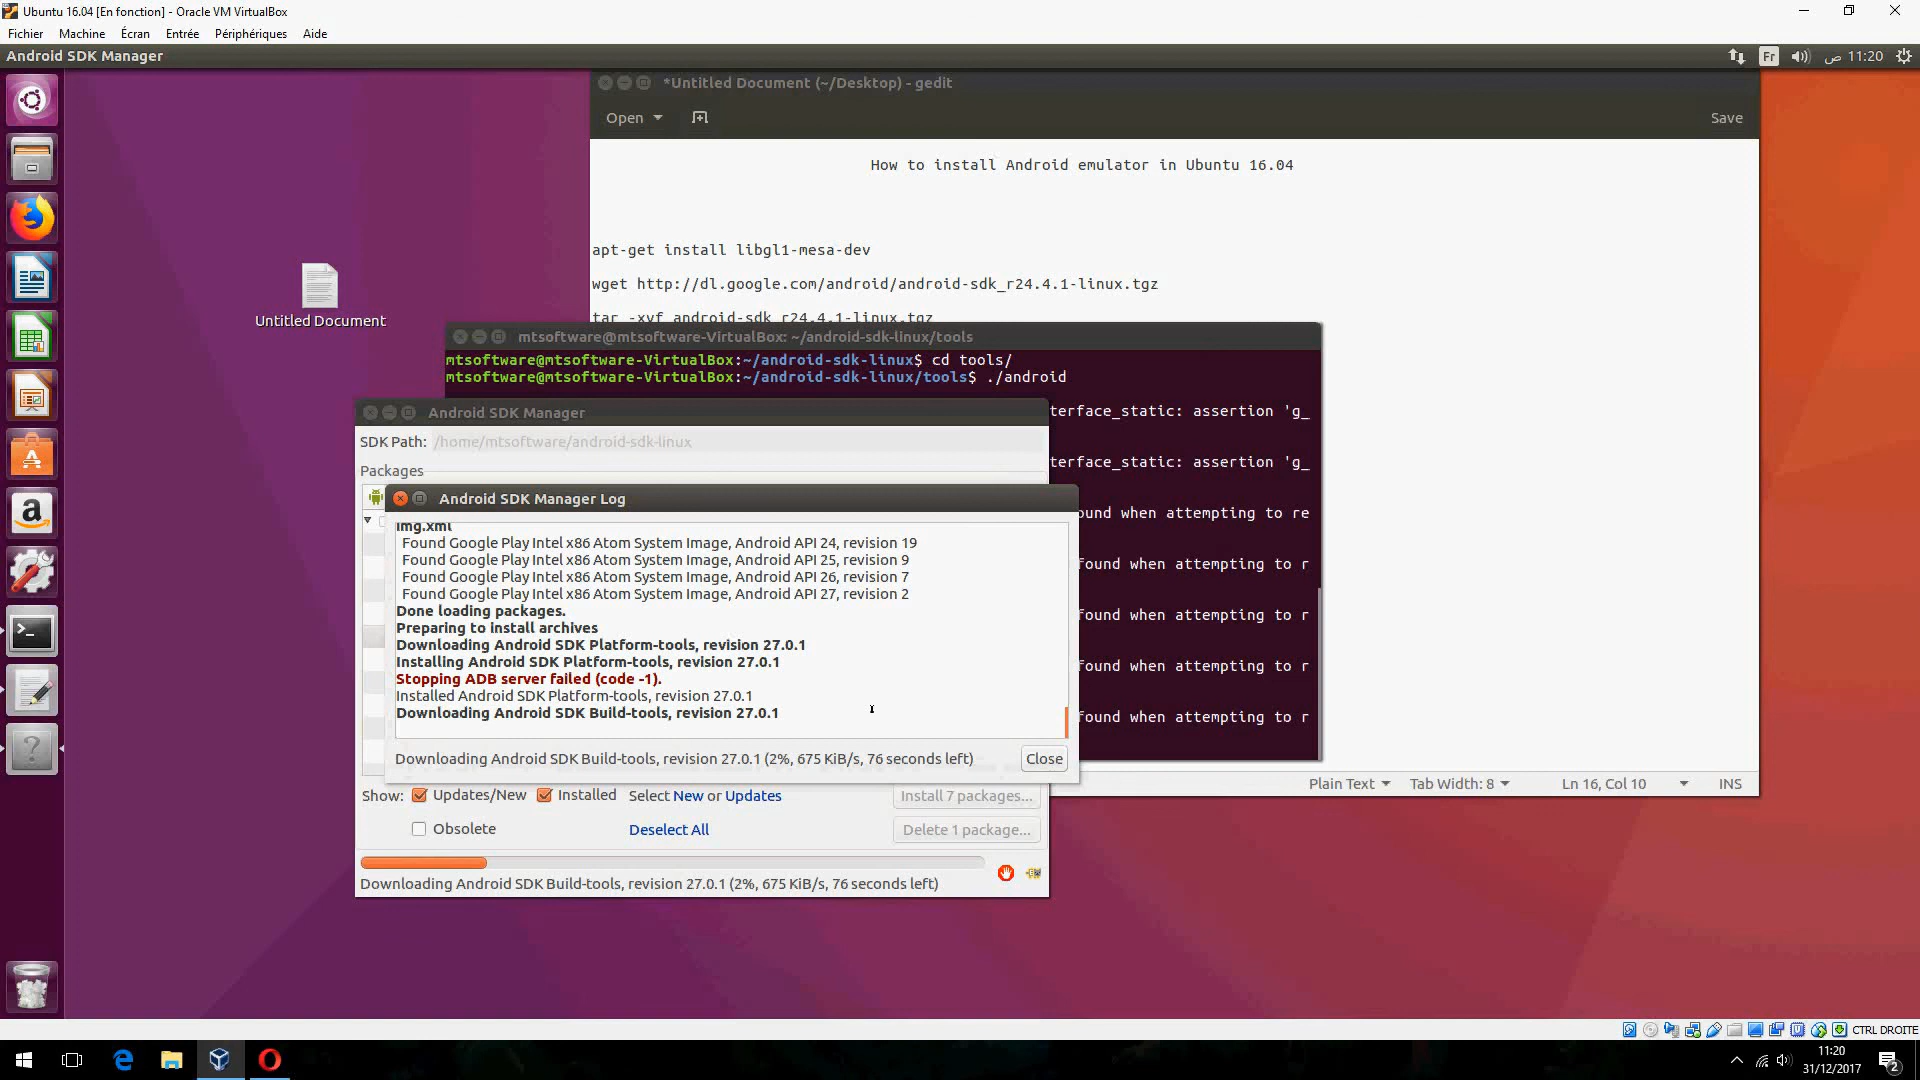 Ubuntu 16.04 [En fonction] - Oracle VM VirtualBox
Fichier Machine Écran Entrée Périphériques Aide
Android SDK Manager
Fr
ص 11:20
*Untitled Document (~/Desktop) - gedit
Open
Save
How to install Android emulator in Ubuntu 16.04
apt-get install libgl1-mesa-dev
wget http://dl.google.com/android/android-sdk_r24.4.1-linux.tgz
tar -xvf android-sdk_r24.4.1-linux.tgz
Untitled Document
mtsoftware@mtsoftware-VirtualBox: ~/android-sdk-linux/tools
mtsoftware@mtsoftware-VirtualBox:~/android-sdk-linux$ cd tools/
mtsoftware@mtsoftware-VirtualBox:~/android-sdk-linux/tools$ ./android
terface_static: assertion 'g_
terface_static: assertion 'g_
ound when attempting to re
found when attempting to r
found when attempting to r
found when attempting to r
found when attempting to r
Android SDK Manager
SDK Path: /home/mtsoftware/android-sdk-linux
Packages
Android SDK Manager Log
img.xml
Found Google Play Intel x86 Atom System Image, Android API 24, revision 19
Found Google Play Intel x86 Atom System Image, Android API 25, revision 9
Found Google Play Intel x86 Atom System Image, Android API 26, revision 7
Found Google Play Intel x86 Atom System Image, Android API 27, revision 2
Done loading packages.
Preparing to install archives
Downloading Android SDK Platform-tools, revision 27.0.1
Installing Android SDK Platform-tools, revision 27.0.1
Stopping ADB server failed (code -1).
Installed Android SDK Platform-tools, revision 27.0.1
Downloading Android SDK Build-tools, revision 27.0.1
Downloading Android SDK Build-tools, revision 27.0.1 (2%, 675 KiB/s, 76 seconds left)
Close
Show: Updates/New Installed Select New or Updates
Install 7 packages...
Obsolete
Deselect All
Delete 1 package...
Downloading Android SDK Build-tools, revision 27.0.1 (2%, 675 KiB/s, 76 seconds left)
Plain Text Tab Width: 8 Ln 16, Col 10 INS
CTRL DROITE
11:20
31/12/2017
2